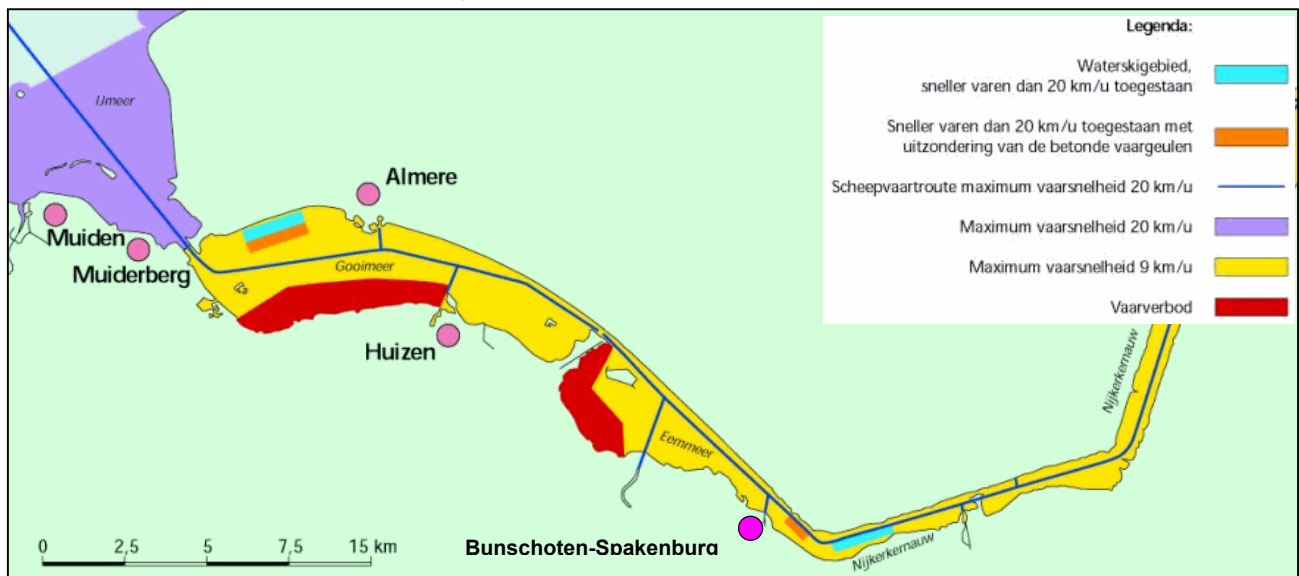 Legenda:
Waterskigebied,
sneller varen dan 20 km/u toegestaan
Sneller varen dan 20 km/u toegestaan met
uitzondering van de betonde vaargeulen
Scheepvaartroute maximum vaarsnelheid 20 km/u
Maximum vaarsnelheid 20 km/u
Maximum vaarsnelheid 9 km/u
Vaarverbod
IJmeer
Almere
Muiden
Muiderberg
Gooimeer
Huizen
Nijkerkernauw
Eemmeer
Bunschoten-Spakenburg
Nijkerkernauw
0 2,5 5 7,5 15 km